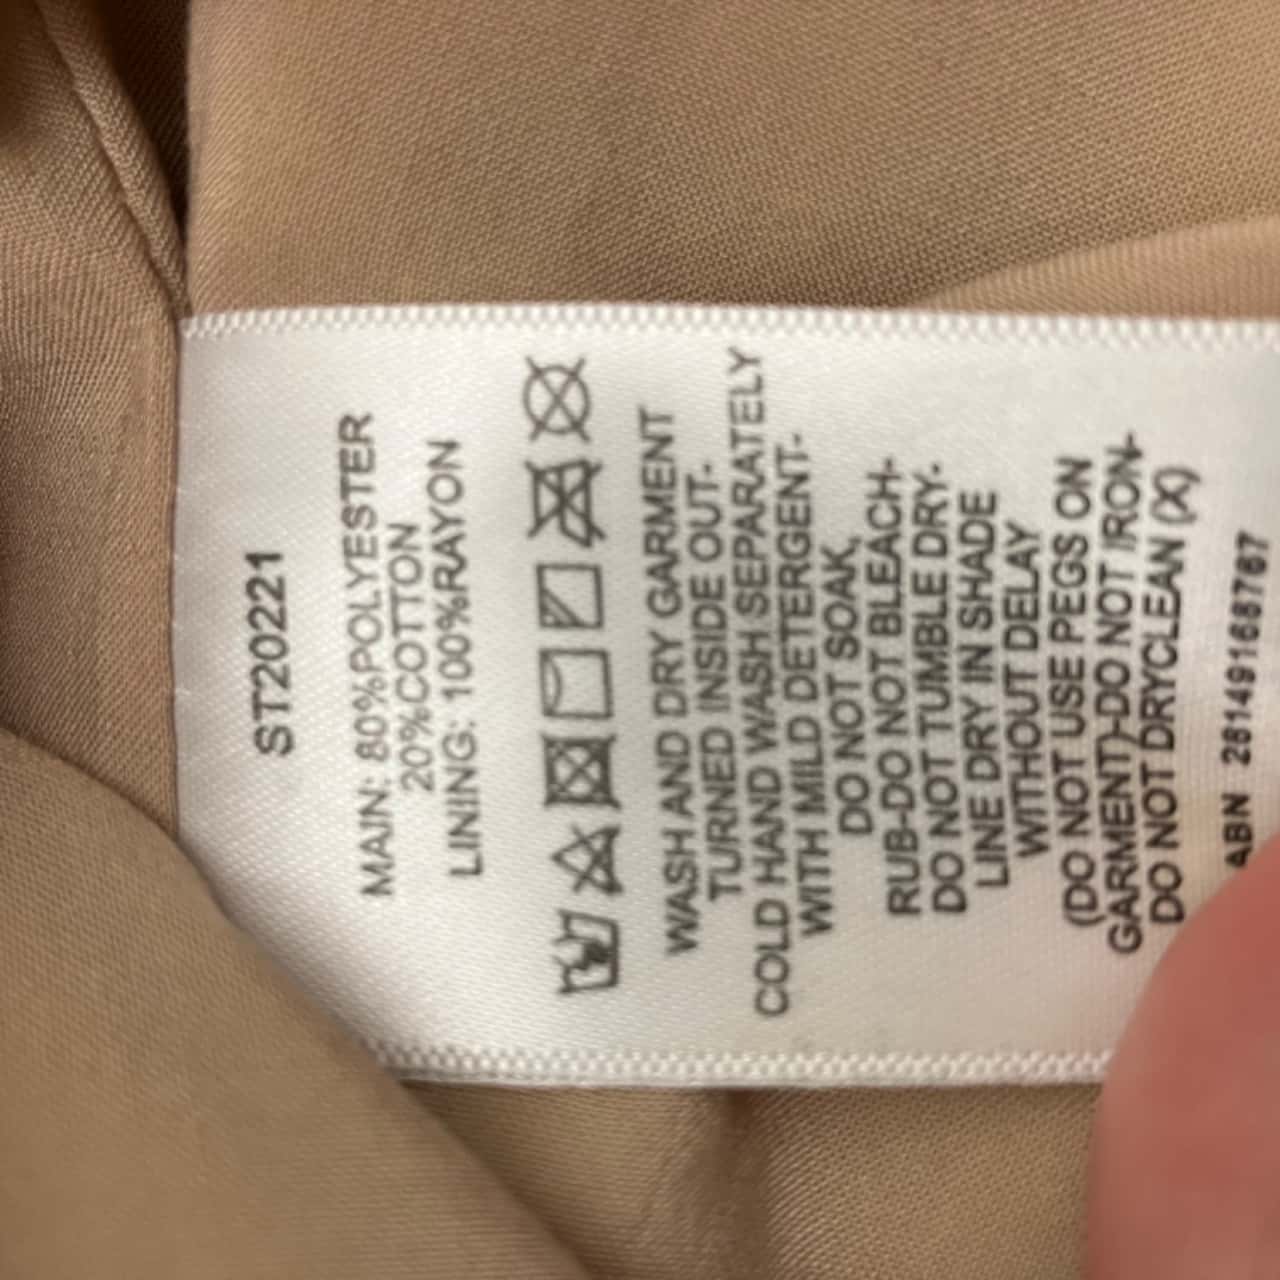 ST20221
MAIN: 80%POLYESTER
20%COTTON
LINING: 100%RAYON
WASH AND DRY GARMENT
TURNED INSIDE OUT-
COLD HAND WASH SEPARATELY
WITH MILD DETERGENT-
DO NOT SOAK,
RUB-DO NOT BLEACH-
DO NOT TUMBLE DRY-
LINE DRY IN SHADE
WITHOUT DELAY
(DO NOT USE PEGS ON
GARMENT)-DO NOT IRON-
DO NOT DRYCLEAN (X)
ABN